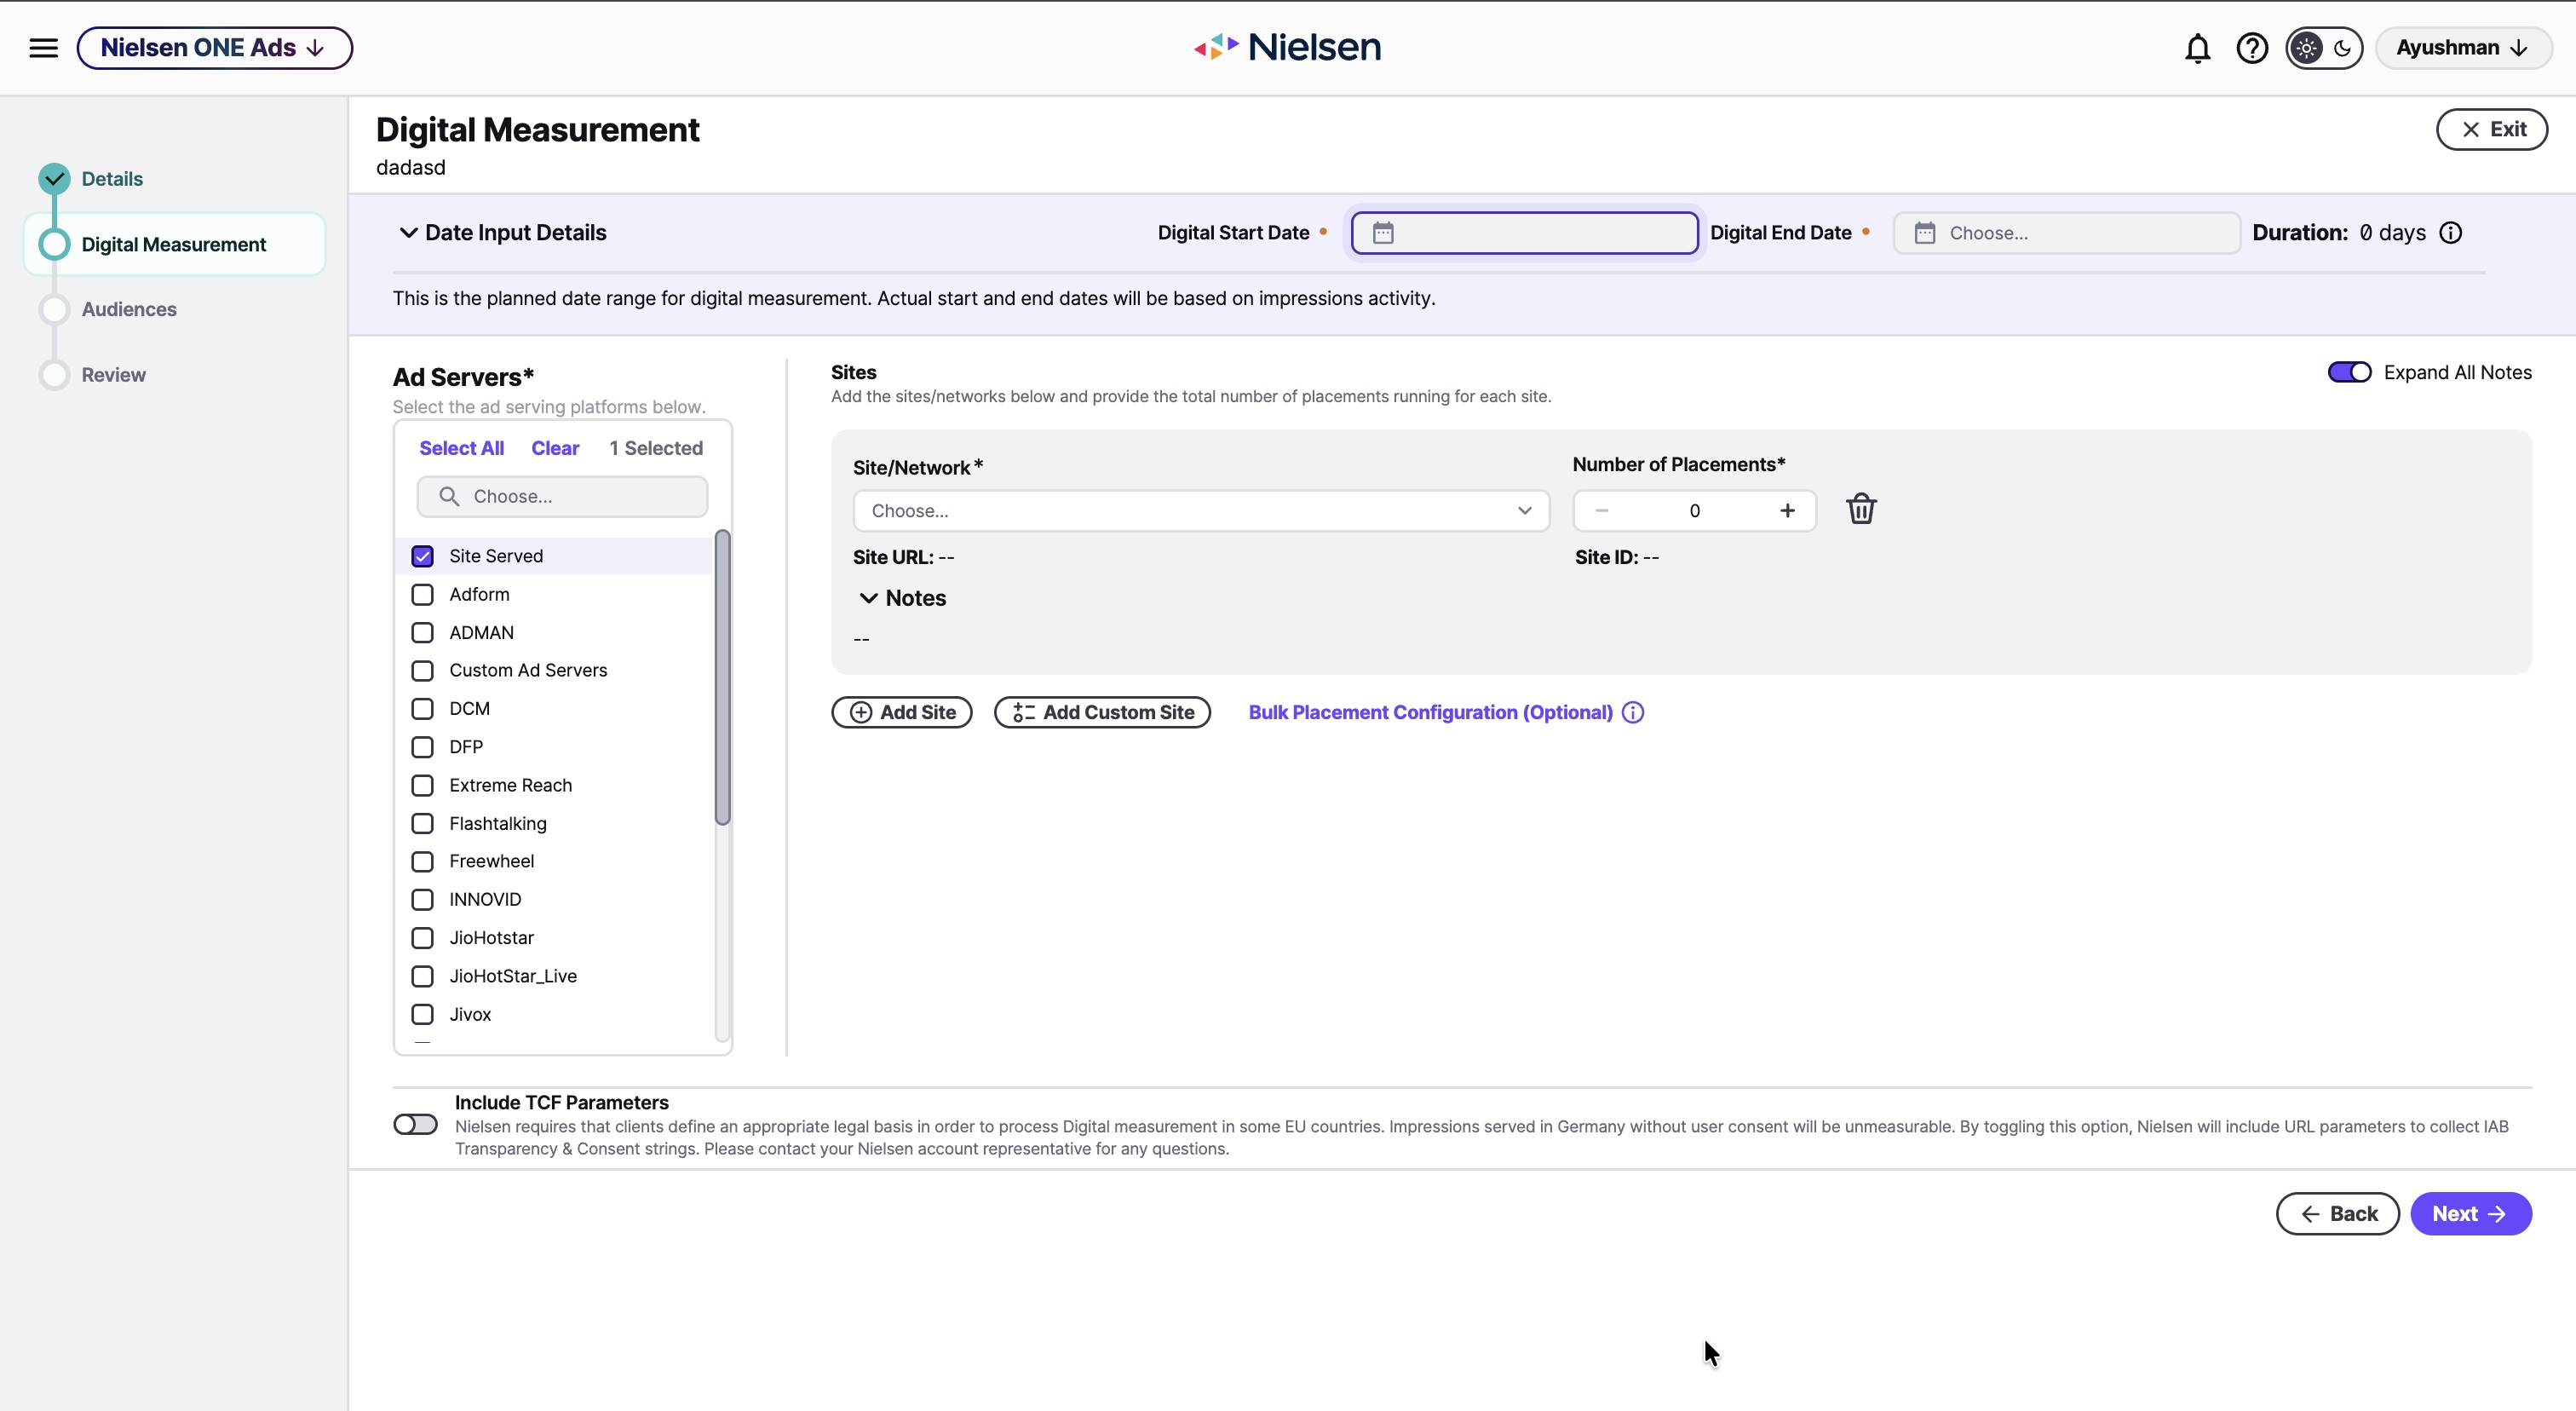 Nielsen ONE Ads
Nielsen
Ayushman
Details
Digital Measurement
Audiences
Review
Digital Measurement
dadasd
Exit
Date Input Details
Digital Start Date
Digital End Date
Choose...
Duration: 0 days
This is the planned date range for digital measurement. Actual start and end dates will be based on impressions activity.
Ad Servers*
Select the ad serving platforms below.
Select All Clear 1 Selected
Choose...
Site Served
Adform
ADMAN
Custom Ad Servers
DCM
DFP
Extreme Reach
Flashtalking
Freewheel
INNOVID
JioHotstar
JioHotStar_Live
Jivox
Sites
Add the sites/networks below and provide the total number of placements running for each site.
Expand All Notes
Site/Network*
Number of Placements*
Choose...
0
Site URL: --
Site ID: --
Notes
--
Add Site
Add Custom Site
Bulk Placement Configuration (Optional)
Include TCF Parameters
Nielsen requires that clients define an appropriate legal basis in order to process Digital measurement in some EU countries. Impressions served in Germany without user consent will be unmeasurable. By toggling this option, Nielsen will include URL parameters to collect IAB
Transparency & Consent strings. Please contact your Nielsen account representative for any questions.
Back
Next